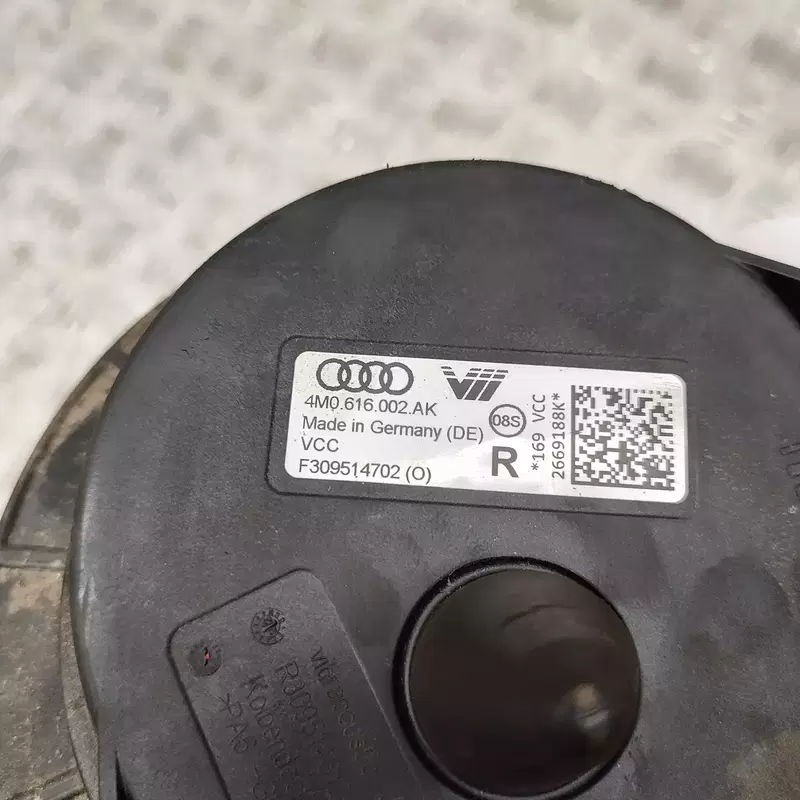 4M0.616.002.AK
Made in Germany (DE)
VCC
F309514702 (O)
08S
R
*169 VCC
2669188K*